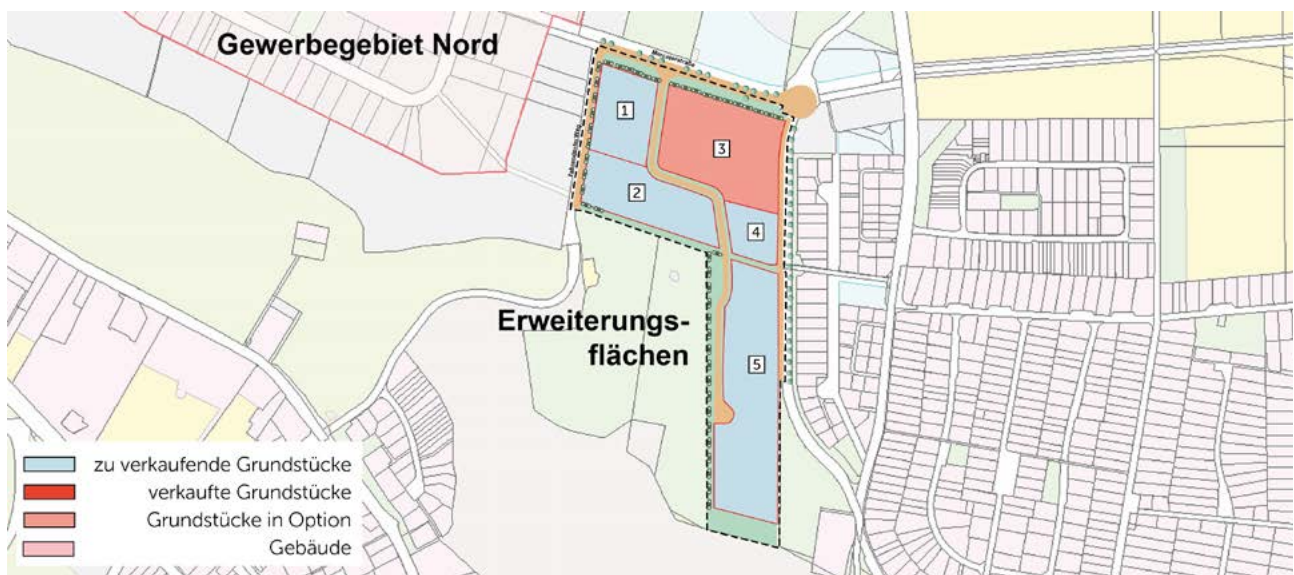 Gewerbegebiet Nord
1
3
2
4
Erweiterungs-
flächen
5
zu verkaufende Grundstücke
verkaufte Grundstücke
Grundstücke in Option
Gebäude